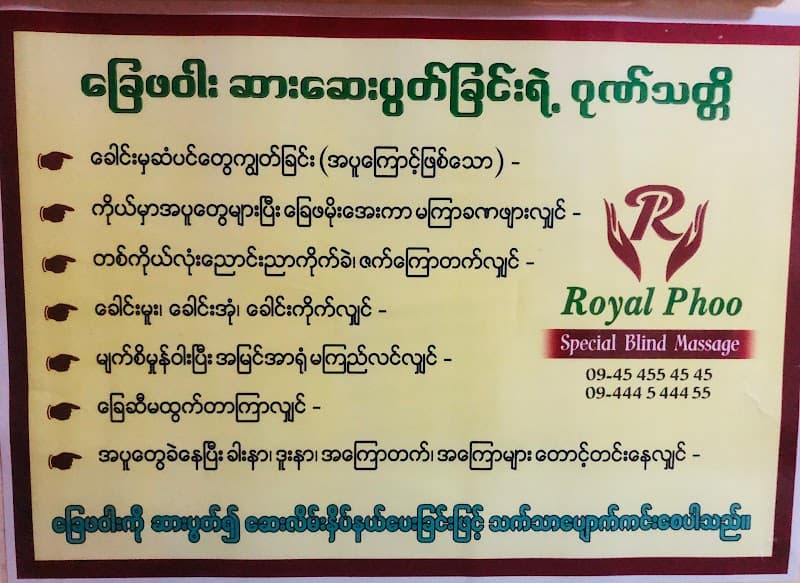 ခြေဖဝါး ဆားဆေးပွတ်ခြင်းရဲ့ ဂုဏ်သတ္တိ
ခေါင်းမှဆံပင်တွေကျွတ်ခြင်း (အပူကြောင့်ဖြစ်သော) -
ကိုယ်မှာအပူတွေများပြီး ခြေဖမိုးအေးကာ မကြာခဏဖျားလျှင် -
တစ်ကိုယ်လုံးညောင်းညာကိုက်ခဲ၊ ဇက်ကြောတက်လျှင် -
ခေါင်းမူး၊ ခေါင်းအုံ၊ ခေါင်းကိုက်လျှင် -
မျက်စိမှုန်ဝါးပြီး အမြင်အာရုံ မကြည်လင်လျှင် -
ခြေဆီမထွက်တာကြာလျှင် -
အပူတွေခဲနေပြီး ခါးနာ၊ ဒူးနာ၊ အကြောတက်၊ အကြောများ တောင့်တင်းနေလျှင် -
R
Royal Phoo
Special Blind Massage
09-45 455 45 45
09-444 5 444 55
ခြေဖဝါးကို ဆားပွတ်၍ ဆေးလိမ်းနှိပ်နယ်ပေးခြင်းဖြင့် သက်သာပျောက်ကင်းစေပါသည်။